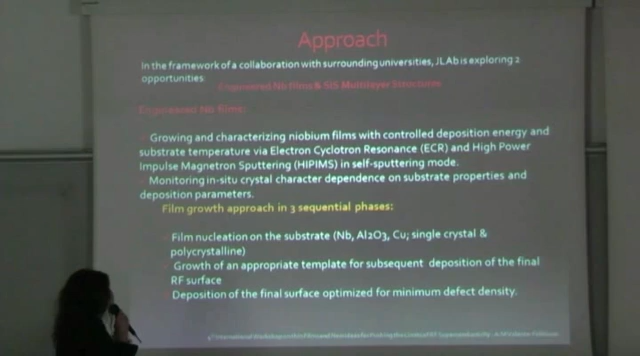 Approach
In the framework of a collaboration with surrounding universities, JLAb is exploring 2
opportunities:
Engineered Nb films & SIS Multilayer Structures
Engineered Nb films:
Growing and characterizing niobium films with controlled deposition energy and
substrate temperature via Electron Cyclotron Resonance (ECR) and High Power
Impulse Magnetron Sputtering (HIPIMS) in self-sputtering mode.
Monitoring in-situ crystal character dependence on substrate properties and
deposition parameters.
Film growth approach in 3 sequential phases:
Film nucleation on the substrate (Nb, Al2O3, Cu; single crystal &
polycrystalline)
Growth of an appropriate template for subsequent deposition of the final
RF surface
Deposition of the final surface optimized for minimum defect density.